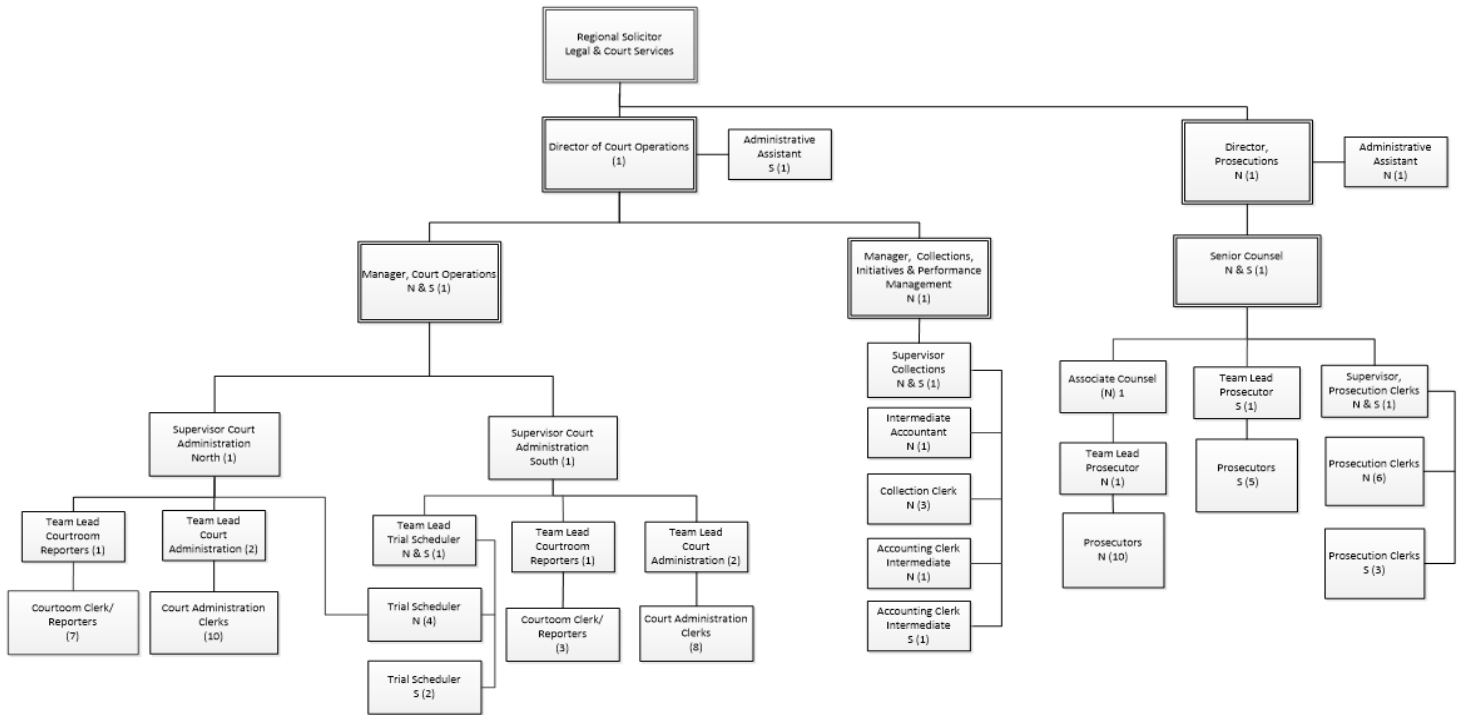 Regional Solicitor
Legal & Court Services
Director of Court Operations
(1)
Administrative
Assistant
S (1)
Director,
Prosecutions
N (1)
Administrative
Assistant
N (1)
Manager, Court Operations
N & S (1)
Manager, Collections,
Initiatives & Performance
Management
N (1)
Senior Counsel
N & S (1)
Supervisor Court
Administration
North (1)
Supervisor Court
Administration
South (1)
Supervisor
Collections
N & S (1)
Intermediate
Accountant
N (1)
Collection Clerk
N (3)
Accounting Clerk
Intermediate
N (1)
Accounting Clerk
Intermediate
S (1)
Associate Counsel
(N) 1
Team Lead
Prosecutor
S (1)
Supervisor,
Prosecution Clerks
N & S (1)
Team Lead
Prosecutor
N (1)
Prosecutors
S (5)
Prosecution Clerks
N (6)
Prosecutors
N (10)
Prosecution Clerks
S (3)
Team Lead
Courtroom
Reporters (1)
Team Lead
Court
Administration (2)
Team Lead
Trial Scheduler
N & S (1)
Team Lead
Courtroom
Reporters (1)
Team Lead
Court
Administration (2)
Courtoom Clerk/
Reporters
(7)
Court Administration
Clerks
(10)
Trial Scheduler
N (4)
Courtoom Clerk/
Reporters
(3)
Court Administration
Clerks
(8)
Trial Scheduler
S (2)